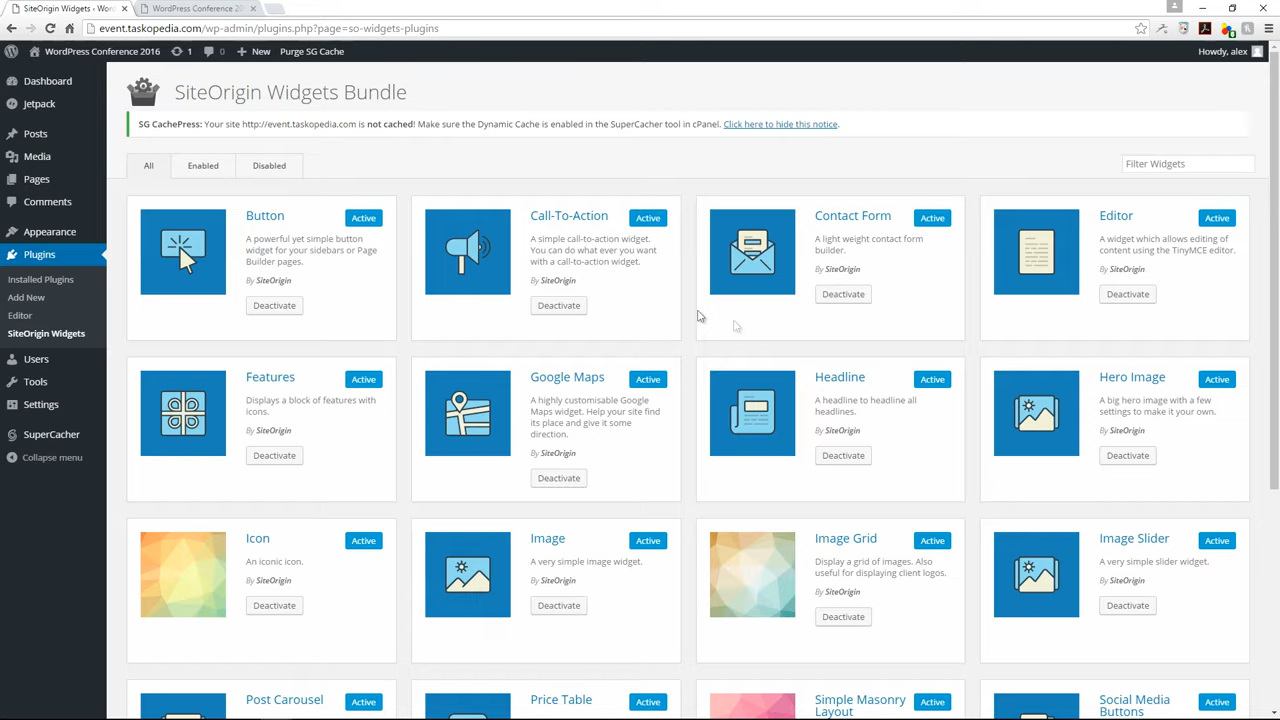 SiteOrigin Widgets ‹ Wor
WordPress Conference 20
event.taskopedia.com/wp-admin/plugins.php?page=so-widgets-plugins
WordPress Conference 2016
1
0
New
Purge SG Cache
Howdy, alex
Dashboard
Jetpack
Posts
Media
Pages
Comments
Appearance
Plugins
Installed Plugins
Add New
Editor
SiteOrigin Widgets
Users
Tools
Settings
SuperCacher
Collapse menu
SiteOrigin Widgets Bundle
SG CachePress: Your site http://event.taskopedia.com is not cached! Make sure the Dynamic Cache is enabled in the SuperCacher tool in cPanel. Click here to hide this notice.
All
Enabled
Disabled
Filter Widgets
Button
Active
A powerful yet simple button
widget for your sidebars or Page
Builder pages.
By SiteOrigin
Deactivate
Call-To-Action
Active
A simple call-to-action widget.
You can do what ever you want
with a call-to-action widget.
By SiteOrigin
Deactivate
Contact Form
Active
A light weight contact form
builder.
By SiteOrigin
Deactivate
Editor
Active
A widget which allows editing of
content using the TinyMCE editor.
By SiteOrigin
Deactivate
Features
Active
Displays a block of features with
icons.
By SiteOrigin
Deactivate
Google Maps
Active
A highly customisable Google
Maps widget. Help your site find
its place and give it some
direction.
By SiteOrigin
Deactivate
Headline
Active
A headline to headline all
headlines.
By SiteOrigin
Deactivate
Hero Image
Active
A big hero image with a few
settings to make it your own.
By SiteOrigin
Deactivate
Icon
Active
An iconic icon.
By SiteOrigin
Deactivate
Image
Active
A very simple image widget.
By SiteOrigin
Deactivate
Image Grid
Active
Display a grid of images. Also
useful for displaying client logos.
By SiteOrigin
Deactivate
Image Slider
Active
A very simple slider widget.
By SiteOrigin
Deactivate
Post Carousel
Active
Price Table
Active
Simple Masonry
Layout
Active
Social Media
Buttons
Active